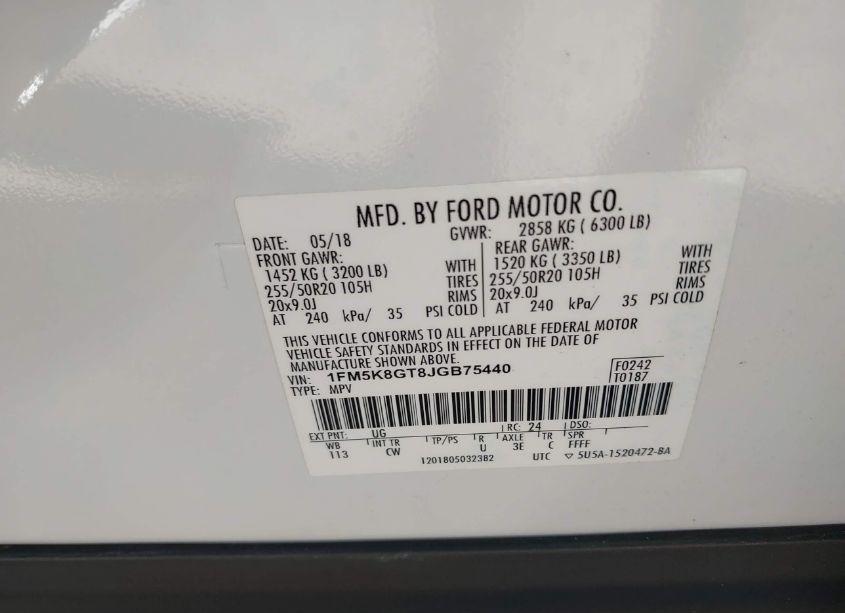 MFD. BY FORD MOTOR CO.
DATE: 05/18 GVWR: 2858 KG ( 6300 LB)
FRONT GAWR: REAR GAWR:
1452 KG ( 3200 LB) WITH 1520 KG ( 3350 LB) WITH
255/50R20 105H TIRES 255/50R20 105H TIRES
20x9.0J RIMS 20x9.0J RIMS
AT 240 kPa/ 35 PSI COLD AT 240 kPa/ 35 PSI COLD
THIS VEHICLE CONFORMS TO ALL APPLICABLE FEDERAL MOTOR
VEHICLE SAFETY STANDARDS IN EFFECT ON THE DATE OF
MANUFACTURE SHOWN ABOVE.
VIN: 1FM5K8GT8JGB75440 F0242
TYPE: MPV T0187
EXT PNT: UG RC: 24 DSO:
WB INT TR TP/PS R AXLE TR SPR
113 CW U 3E C FFFF
12018050323B2 UTC ▽ 5U5A-1520472-BA